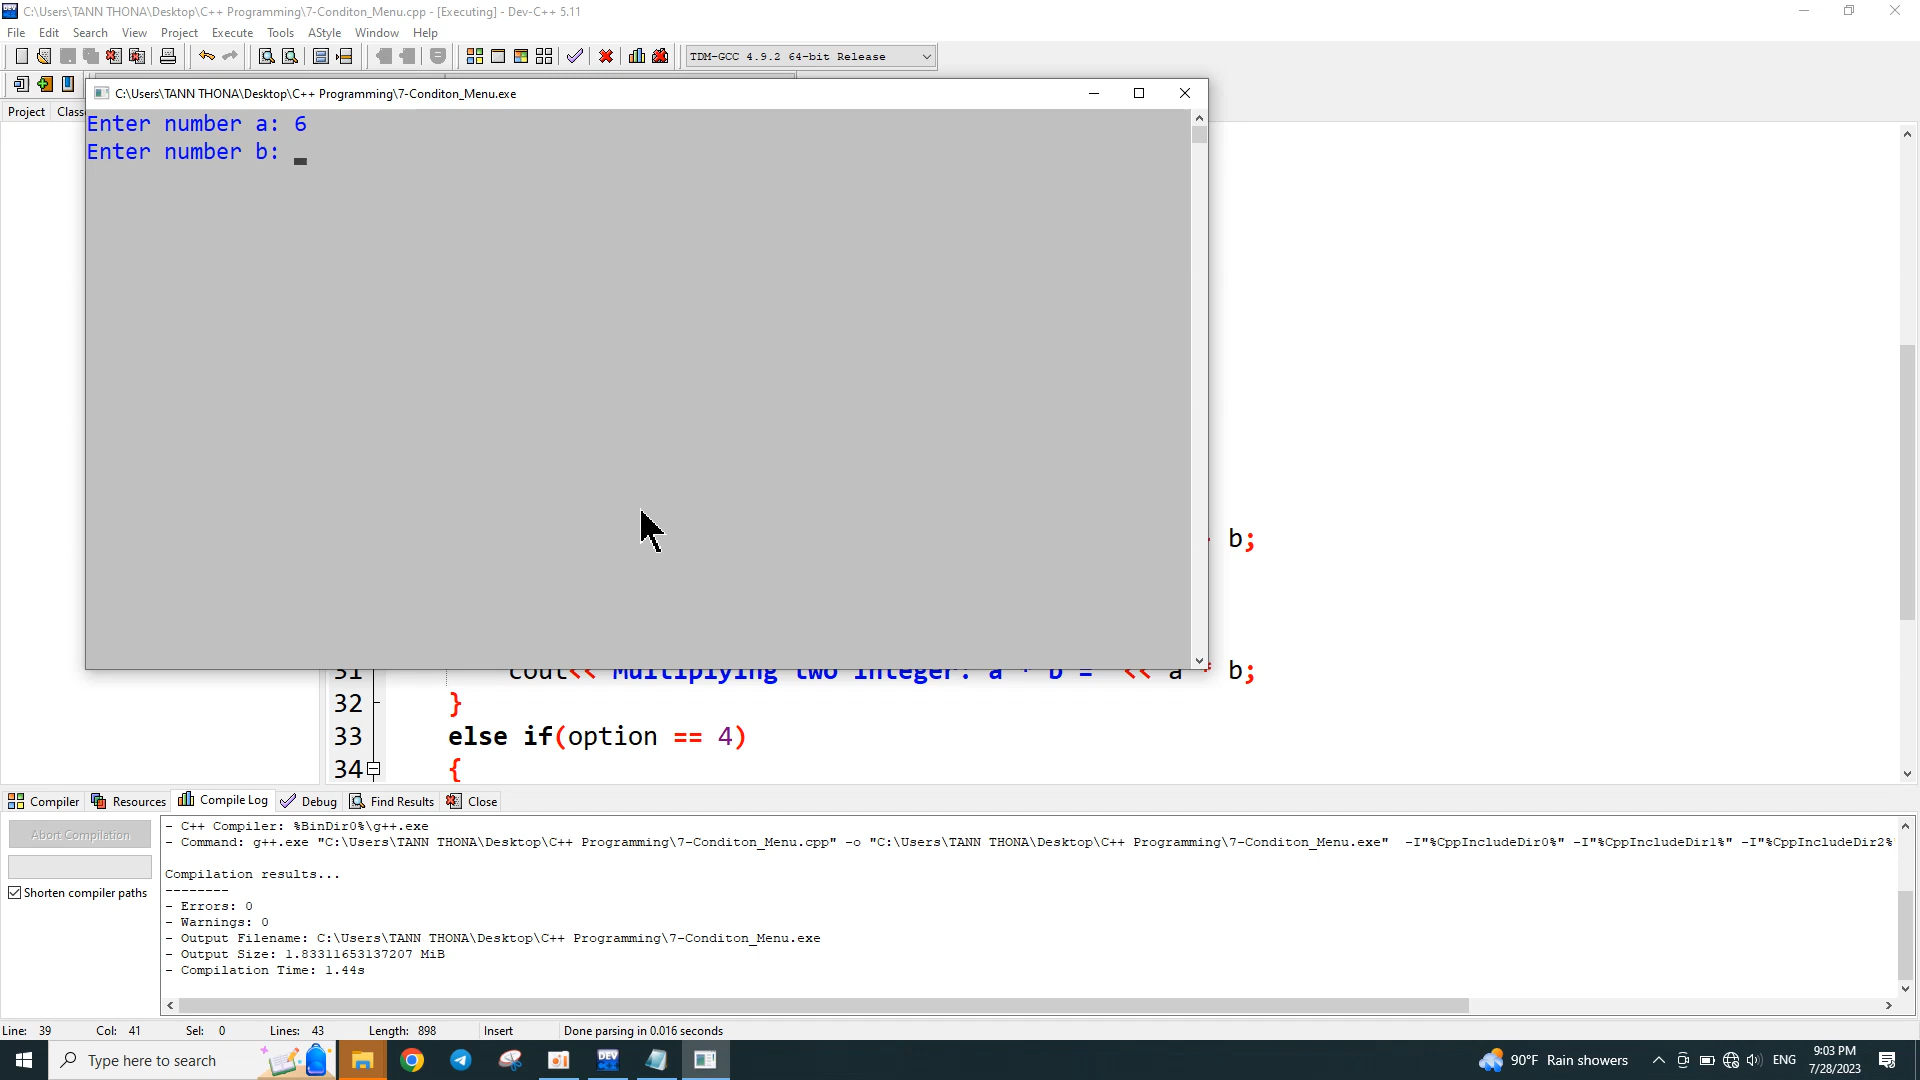 C:\Users\TANN THONA\Desktop\C++ Programming\7-Conditon_Menu.cpp - [Executing] - Dev-C++ 5.11
File Edit Search View Project Execute Tools AStyle Window Help
TDM-GCC 4.9.2 64-bit Release
C:\Users\TANN THONA\Desktop\C++ Programming\7-Conditon_Menu.exe
Project Class
Enter number a: 6
Enter number b:
b;
31 cout<< "Multiplying two integer: a * b = " << a * b;
32 }
33 else if(option == 4)
34 {
Compiler Resources Compile Log Debug Find Results Close
Abort Compilation
Shorten compiler paths
- C++ Compiler: %BinDir0%\g++.exe
- Command: g++.exe "C:\Users\TANN THONA\Desktop\C++ Programming\7-Conditon_Menu.cpp" -o "C:\Users\TANN THONA\Desktop\C++ Programming\7-Conditon_Menu.exe" -I"%CppIncludeDir0%" -I"%CppIncludeDir1%" -I"%CppIncludeDir2%"
Compilation results...
--------
- Errors: 0
- Warnings: 0
- Output Filename: C:\Users\TANN THONA\Desktop\C++ Programming\7-Conditon_Menu.exe
- Output Size: 1.83311653137207 MiB
- Compilation Time: 1.44s
Line: 39 Col: 41 Sel: 0 Lines: 43 Length: 898 Insert Done parsing in 0.016 seconds
Type here to search
DEV
90°F Rain showers
ENG
9:03 PM
7/28/2023